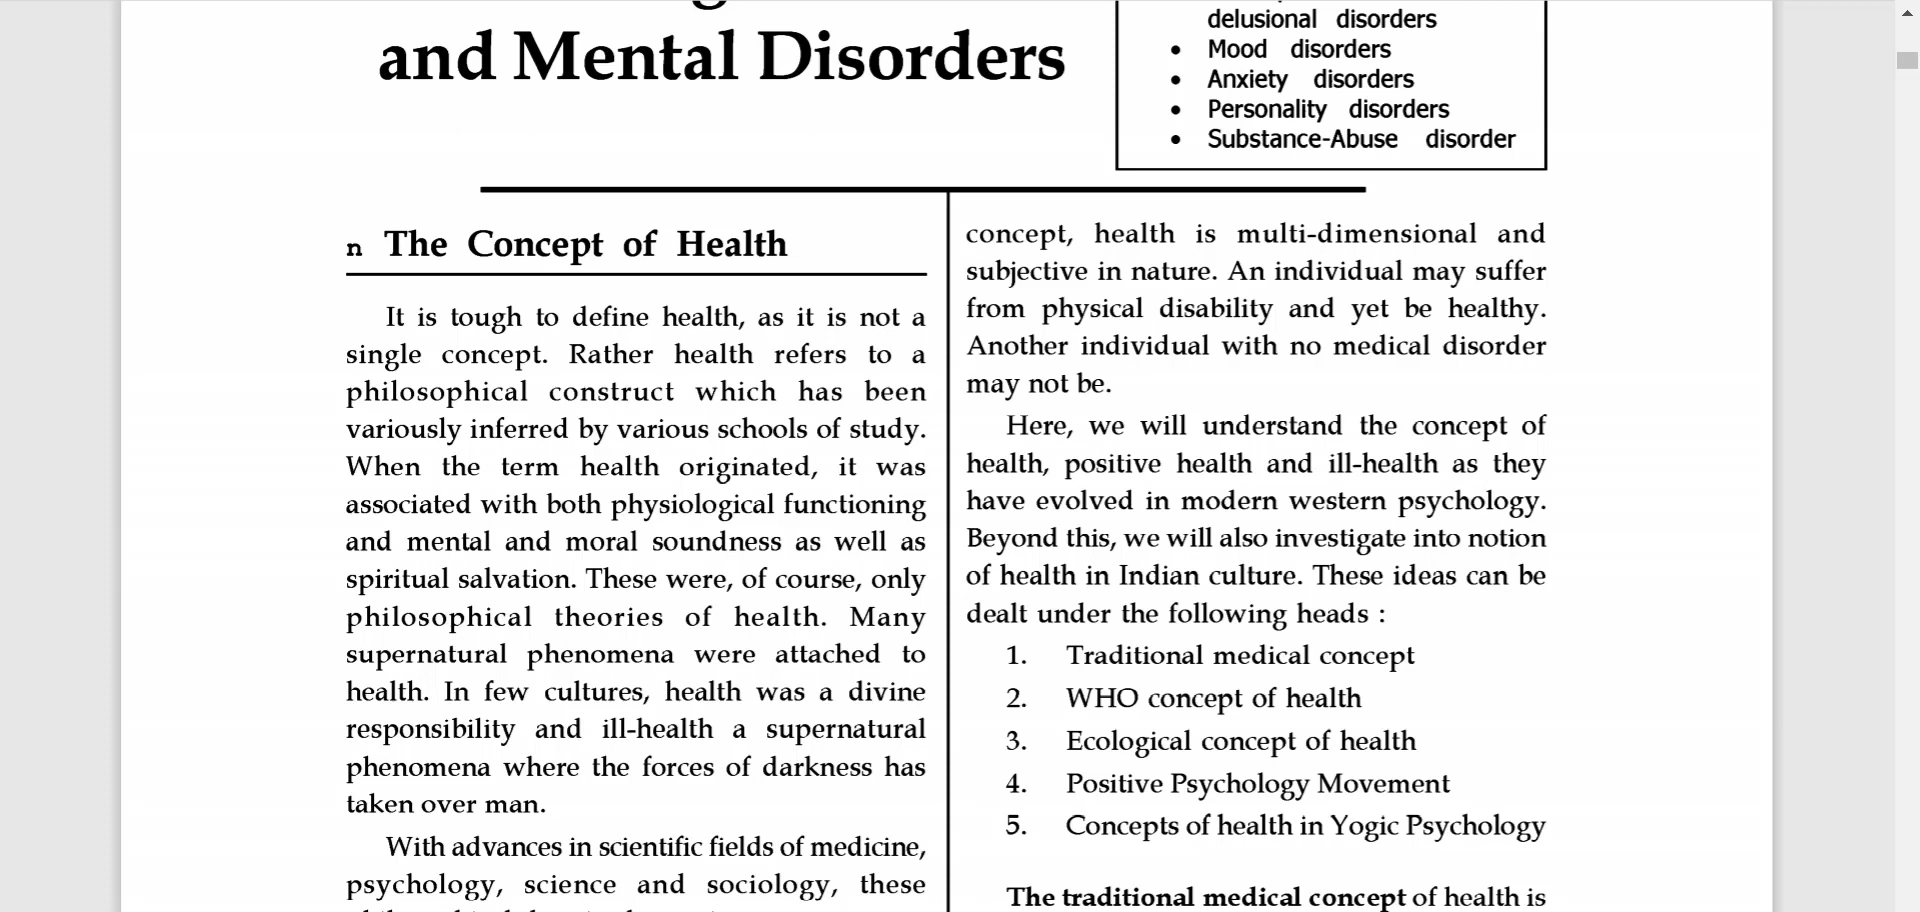 and Mental Disorders
delusional disorders
• Mood disorders
• Anxiety disorders
• Personality disorders
• Substance-Abuse disorder
n The Concept of Health
It is tough to define health, as it is not a
single concept. Rather health refers to a
philosophical construct which has been
variously inferred by various schools of study.
When the term health originated, it was
associated with both physiological functioning
and mental and moral soundness as well as
spiritual salvation. These were, of course, only
philosophical theories of health. Many
supernatural phenomena were attached to
health. In few cultures, health was a divine
responsibility and ill-health a supernatural
phenomena where the forces of darkness has
taken over man.
With advances in scientific fields of medicine,
psychology, science and sociology, these
concept, health is multi-dimensional and
subjective in nature. An individual may suffer
from physical disability and yet be healthy.
Another individual with no medical disorder
may not be.
Here, we will understand the concept of
health, positive health and ill-health as they
have evolved in modern western psychology.
Beyond this, we will also investigate into notion
of health in Indian culture. These ideas can be
dealt under the following heads :
1. Traditional medical concept
2. WHO concept of health
3. Ecological concept of health
4. Positive Psychology Movement
5. Concepts of health in Yogic Psychology
The traditional medical concept of health is